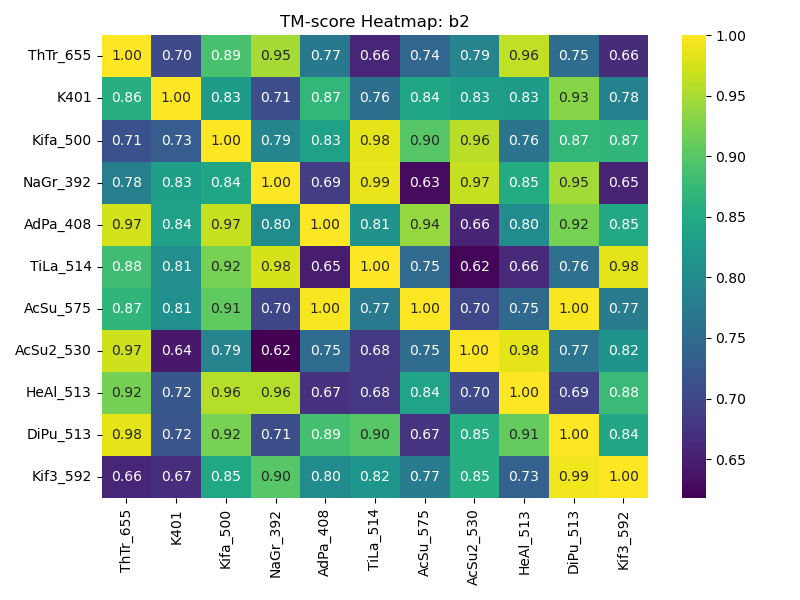 TM-score Heatmap: b2
ThTr_655 1.00 0.70 0.89 0.95 0.77 0.66 0.74 0.79 0.96 0.75 0.66
K401 0.86 1.00 0.83 0.71 0.87 0.76 0.84 0.83 0.83 0.93 0.78
Kifa_500 0.71 0.73 1.00 0.79 0.83 0.98 0.90 0.96 0.76 0.87 0.87
NaGr_392 0.78 0.83 0.84 1.00 0.69 0.99 0.63 0.97 0.85 0.95 0.65
AdPa_408 0.97 0.84 0.97 0.80 1.00 0.81 0.94 0.66 0.80 0.92 0.85
TiLa_514 0.88 0.81 0.92 0.98 0.65 1.00 0.75 0.62 0.66 0.76 0.98
AcSu_575 0.87 0.81 0.91 0.70 1.00 0.77 1.00 0.70 0.75 1.00 0.77
AcSu2_530 0.97 0.64 0.79 0.62 0.75 0.68 0.75 1.00 0.98 0.77 0.82
HeAl_513 0.92 0.72 0.96 0.96 0.67 0.68 0.84 0.70 1.00 0.69 0.88
DiPu_513 0.98 0.72 0.92 0.71 0.89 0.90 0.67 0.85 0.91 1.00 0.84
Kif3_592 0.66 0.67 0.85 0.90 0.80 0.82 0.77 0.85 0.73 0.99 1.00
ThTr_655 K401 Kifa_500 NaGr_392 AdPa_408 TiLa_514 AcSu_575 AcSu2_530 HeAl_513 DiPu_513 Kif3_592
1.00
0.95
0.90
0.85
0.80
0.75
0.70
0.65